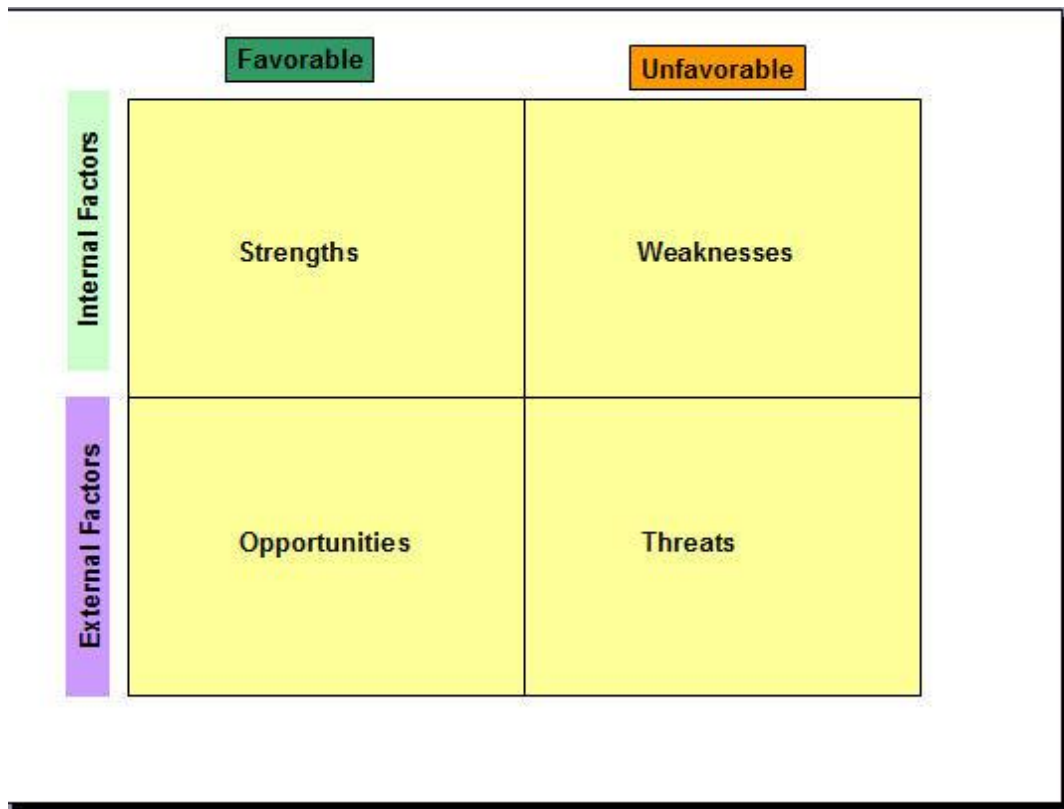 Favorable
Unfavorable
Internal Factors
Strengths
Weaknesses
External Factors
Opportunities
Threats